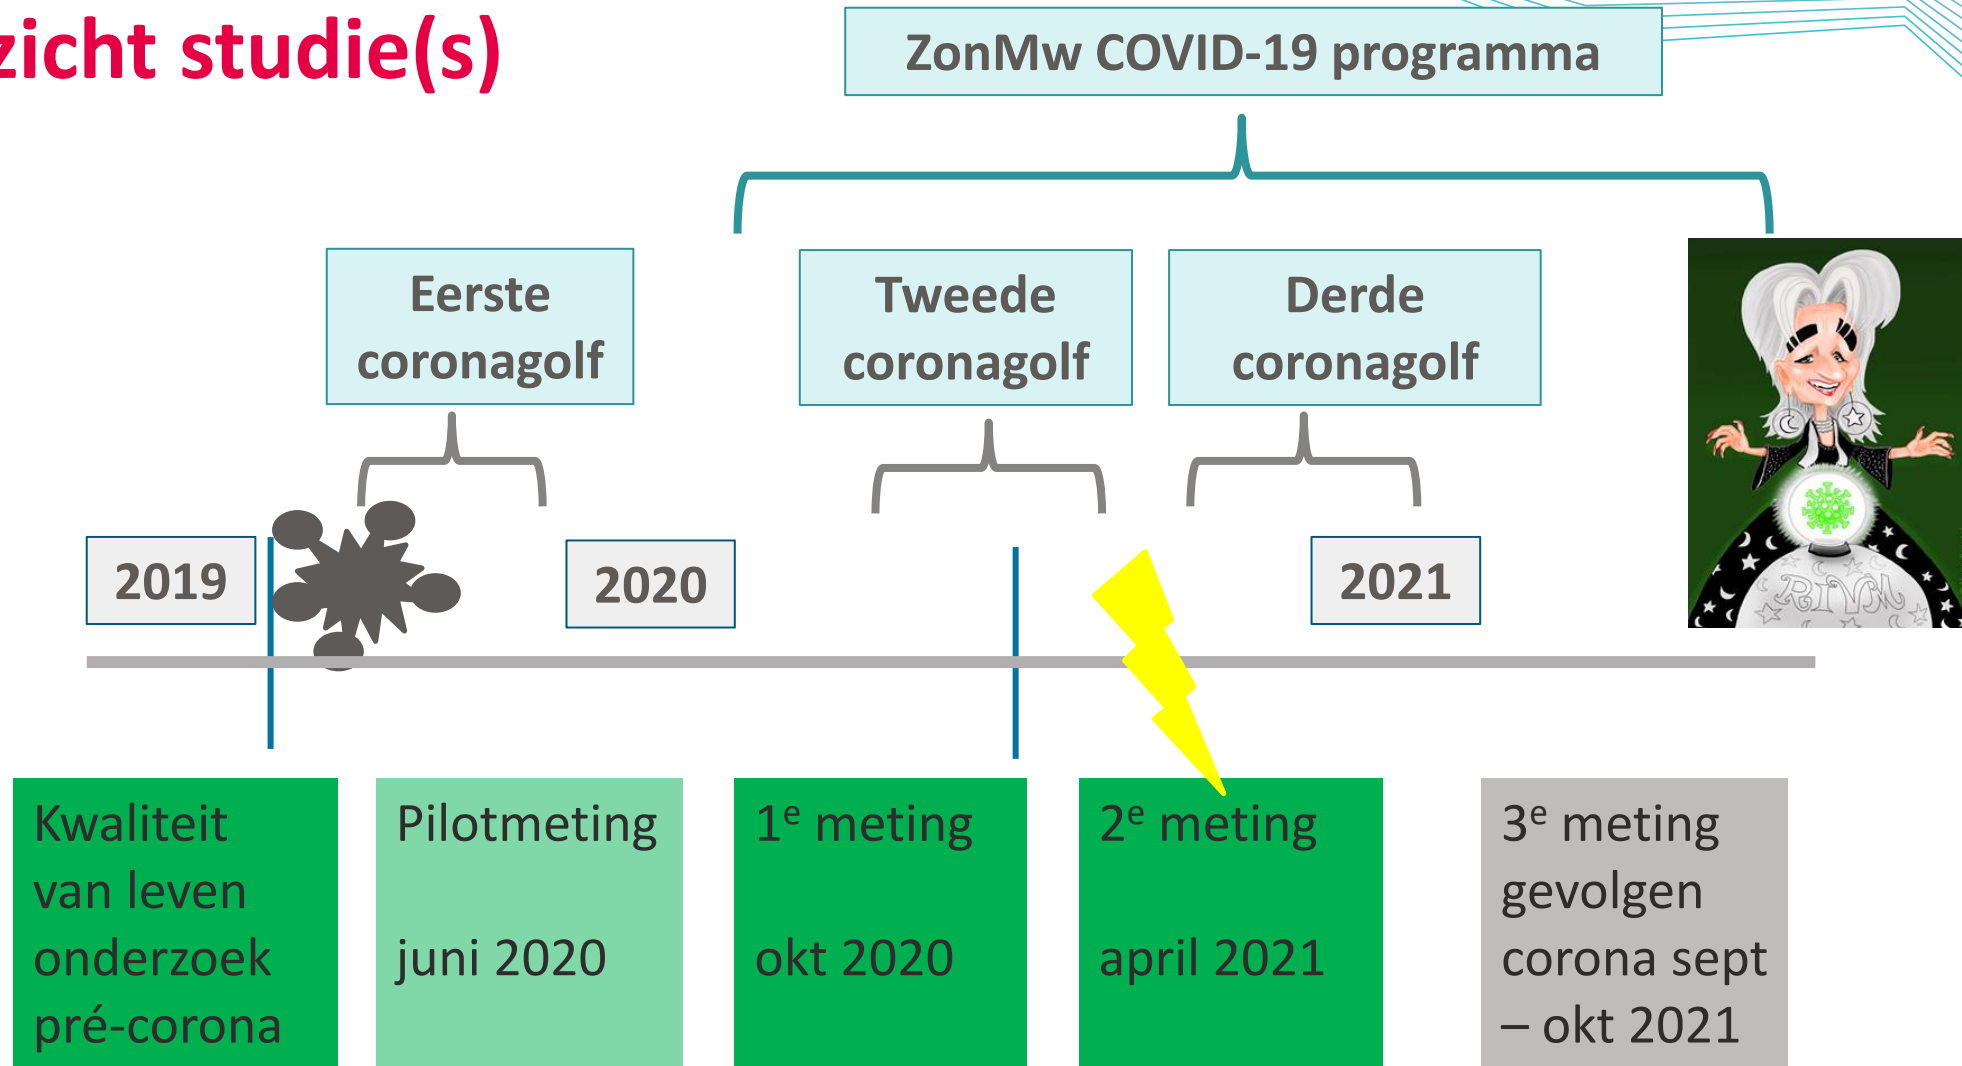 zicht studie(s)
ZonMw COVID-19 programma
Eerste
coronagolf
Tweede
coronagolf
Derde
coronagolf
2019
2020
2021
RIVM
Kwaliteit
van leven
onderzoek
pré-corona
Pilotmeting
juni 2020
1e meting
okt 2020
2e meting
april 2021
3e meting
gevolgen
corona sept
– okt 2021